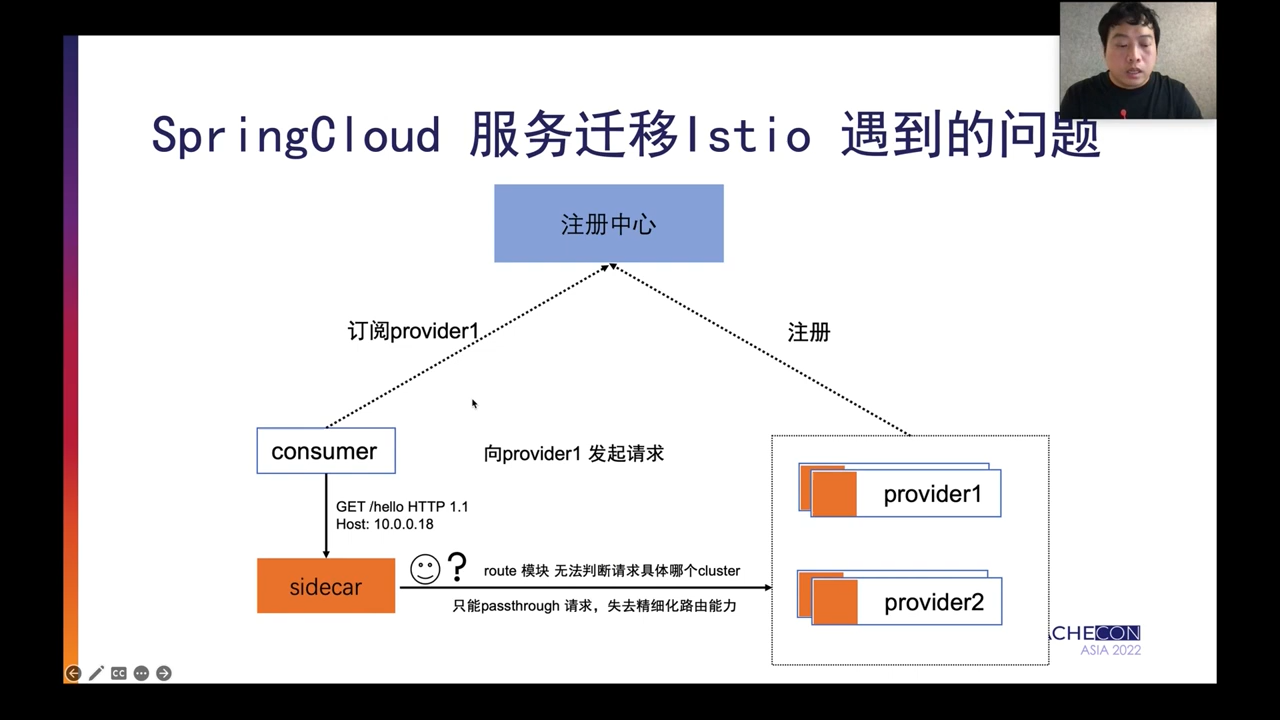 SpringCloud 服务迁移Istio 遇到的问题
注册中心
订阅provider1
注册
consumer
向provider1 发起请求
provider1
GET /hello HTTP 1.1
Host: 10.0.0.18
sidecar
?
route 模块 无法判断请求具体哪个cluster
只能passthrough 请求，失去精细化路由能力
provider2
ACHECON
ASIA 2022
CC